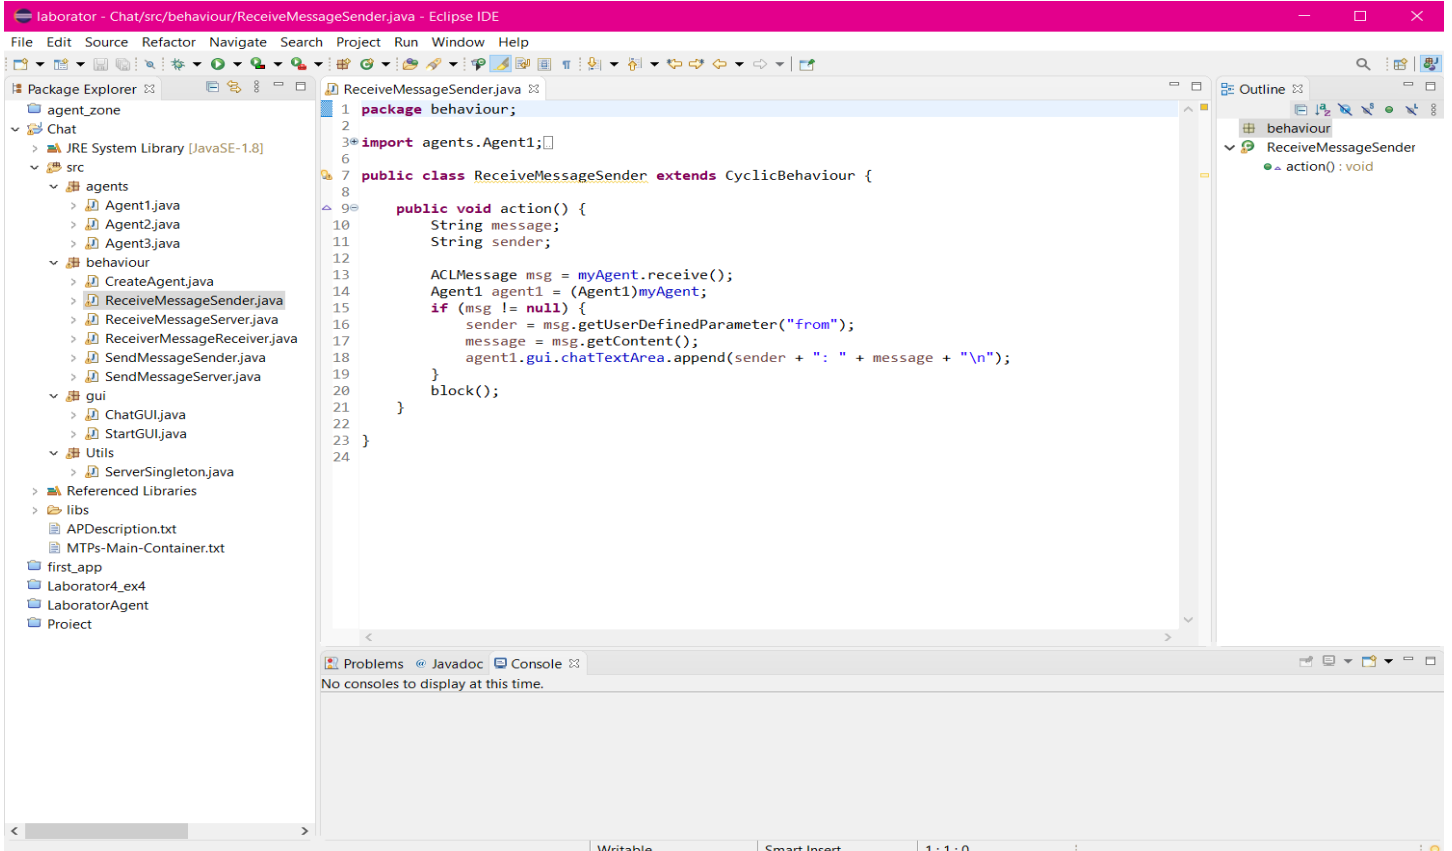 laborator - Chat/src/behaviour/ReceiveMessageSender.java - Eclipse IDE
File Edit Source Refactor Navigate Search Project Run Window Help
Package Explorer
agent_zone
Chat
JRE System Library [JavaSE-1.8]
src
agents
Agent1.java
Agent2.java
Agent3.java
behaviour
CreateAgent.java
ReceiveMessageSender.java
ReceiveMessageServer.java
ReceiverMessageReceiver.java
SendMessageSender.java
SendMessageServer.java
gui
ChatGUI.java
StartGUI.java
Utils
ServerSingleton.java
Referenced Libraries
libs
APDescription.txt
MTPs-Main-Container.txt
first_app
Laborator4_ex4
LaboratorAgent
Proiect
ReceiveMessageSender.java
1 package behaviour;
2
3 import agents.Agent1;
6
7 public class ReceiveMessageSender extends CyclicBehaviour {
8
9 public void action() {
10 String message;
11 String sender;
12
13 ACLMessage msg = myAgent.receive();
14 Agent1 agent1 = (Agent1)myAgent;
15 if (msg != null) {
16 sender = msg.getUserDefinedParameter("from");
17 message = msg.getContent();
18 agent1.gui.chatTextArea.append(sender + ": " + message + "\n");
19 }
20 block();
21 }
22
23 }
24
Outline
behaviour
ReceiveMessageSender
action() : void
Problems @ Javadoc Console
No consoles to display at this time.
Writable Smart Insert 1 : 1 : 0